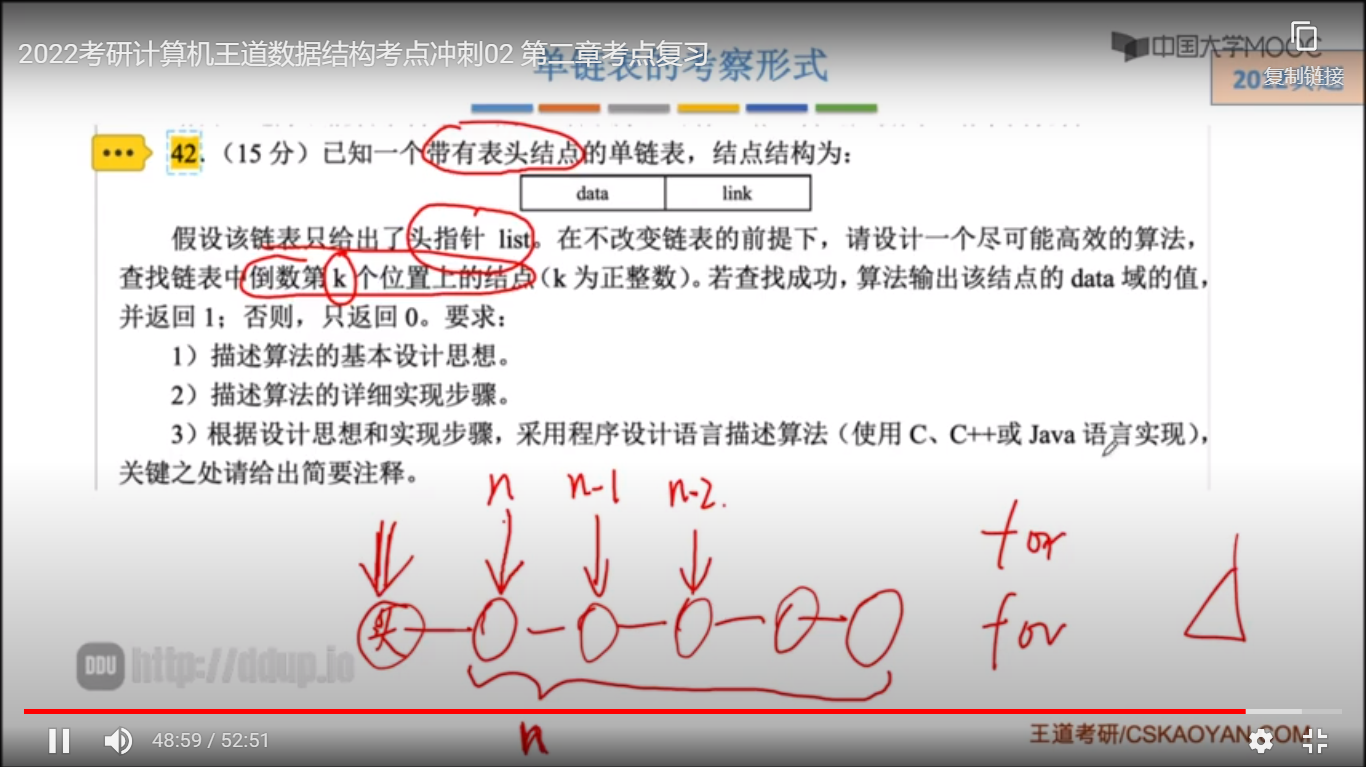 2022考研计算机王道数据结构考点冲刺02 第二章考点复习
单链表的考察形式
中国大学MOOC
复制链接
42.（15 分）已知一个带有表头结点的单链表，结点结构为：
data link
假设该链表只给出了头指针 list。在不改变链表的前提下，请设计一个尽可能高效的算法，
查找链表中倒数第 k 个位置上的结点（k 为正整数）。若查找成功，算法输出该结点的 data 域的值，
并返回 1；否则，只返回 0。要求：
1）描述算法的基本设计思想。
2）描述算法的详细实现步骤。
3）根据设计思想和实现步骤，采用程序设计语言描述算法（使用 C、C++或 Java 语言实现），
关键之处请给出简要注释。
n n-1 n-2.
for
头
for
DDU http://ddup.io
n
48:59 / 52:51
王道考研/CSKAOYAN.COM